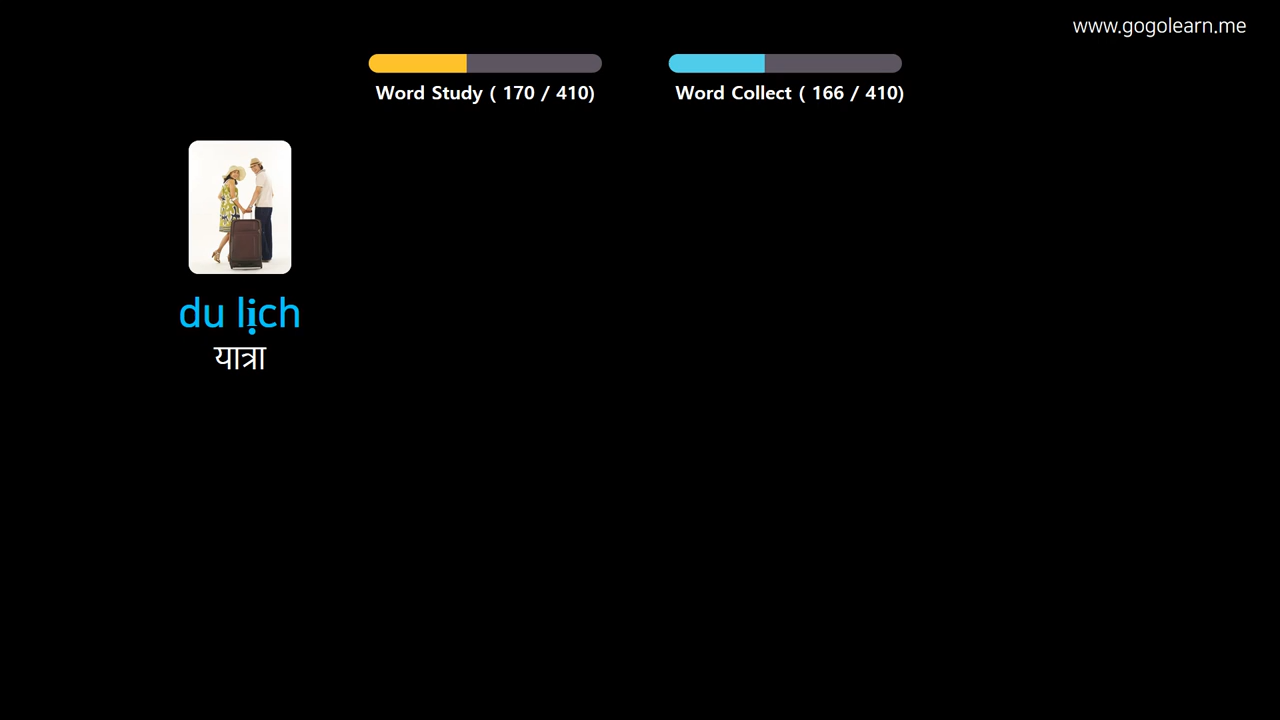 www.gogolearn.me
Word Study ( 170 / 410)
Word Collect ( 166 / 410)
du lịch
यात्रा